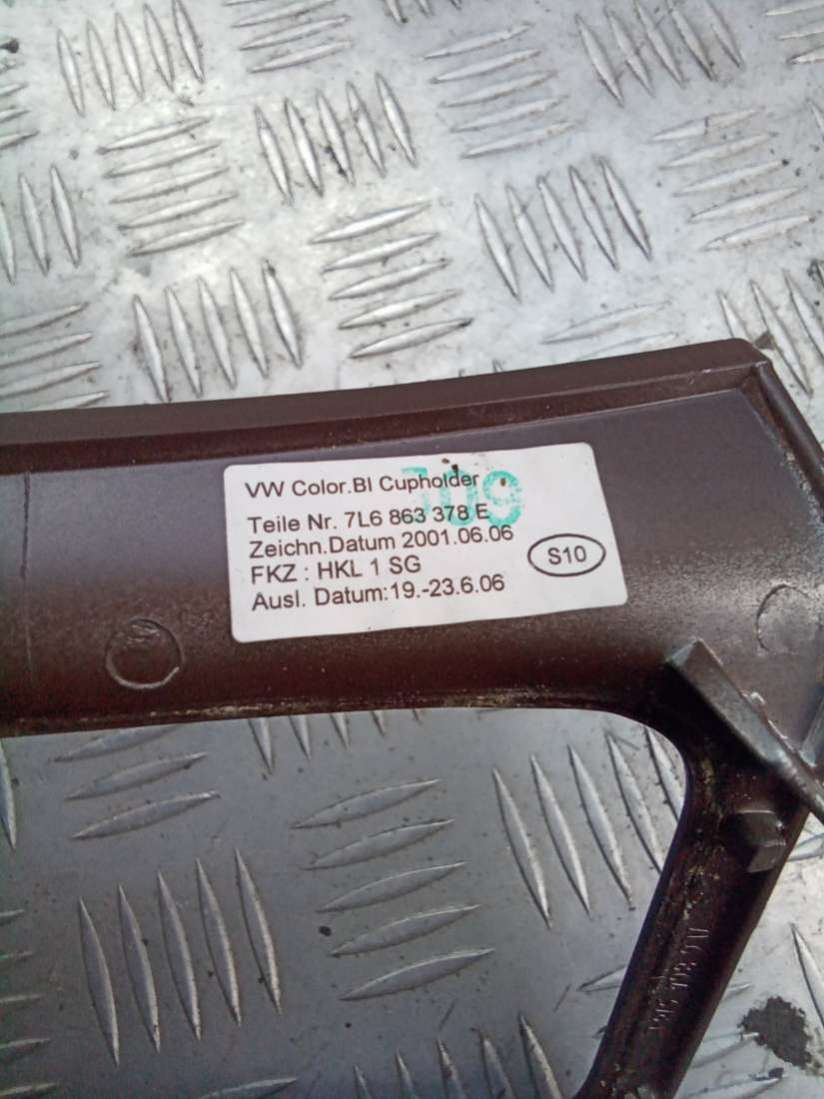 VW Color.Bl Cupholder
Teile Nr. 7L6 863 378 E
Zeichn.Datum 2001.06.06
FKZ : HKL 1 SG
Ausl. Datum:19.-23.6.06
S10